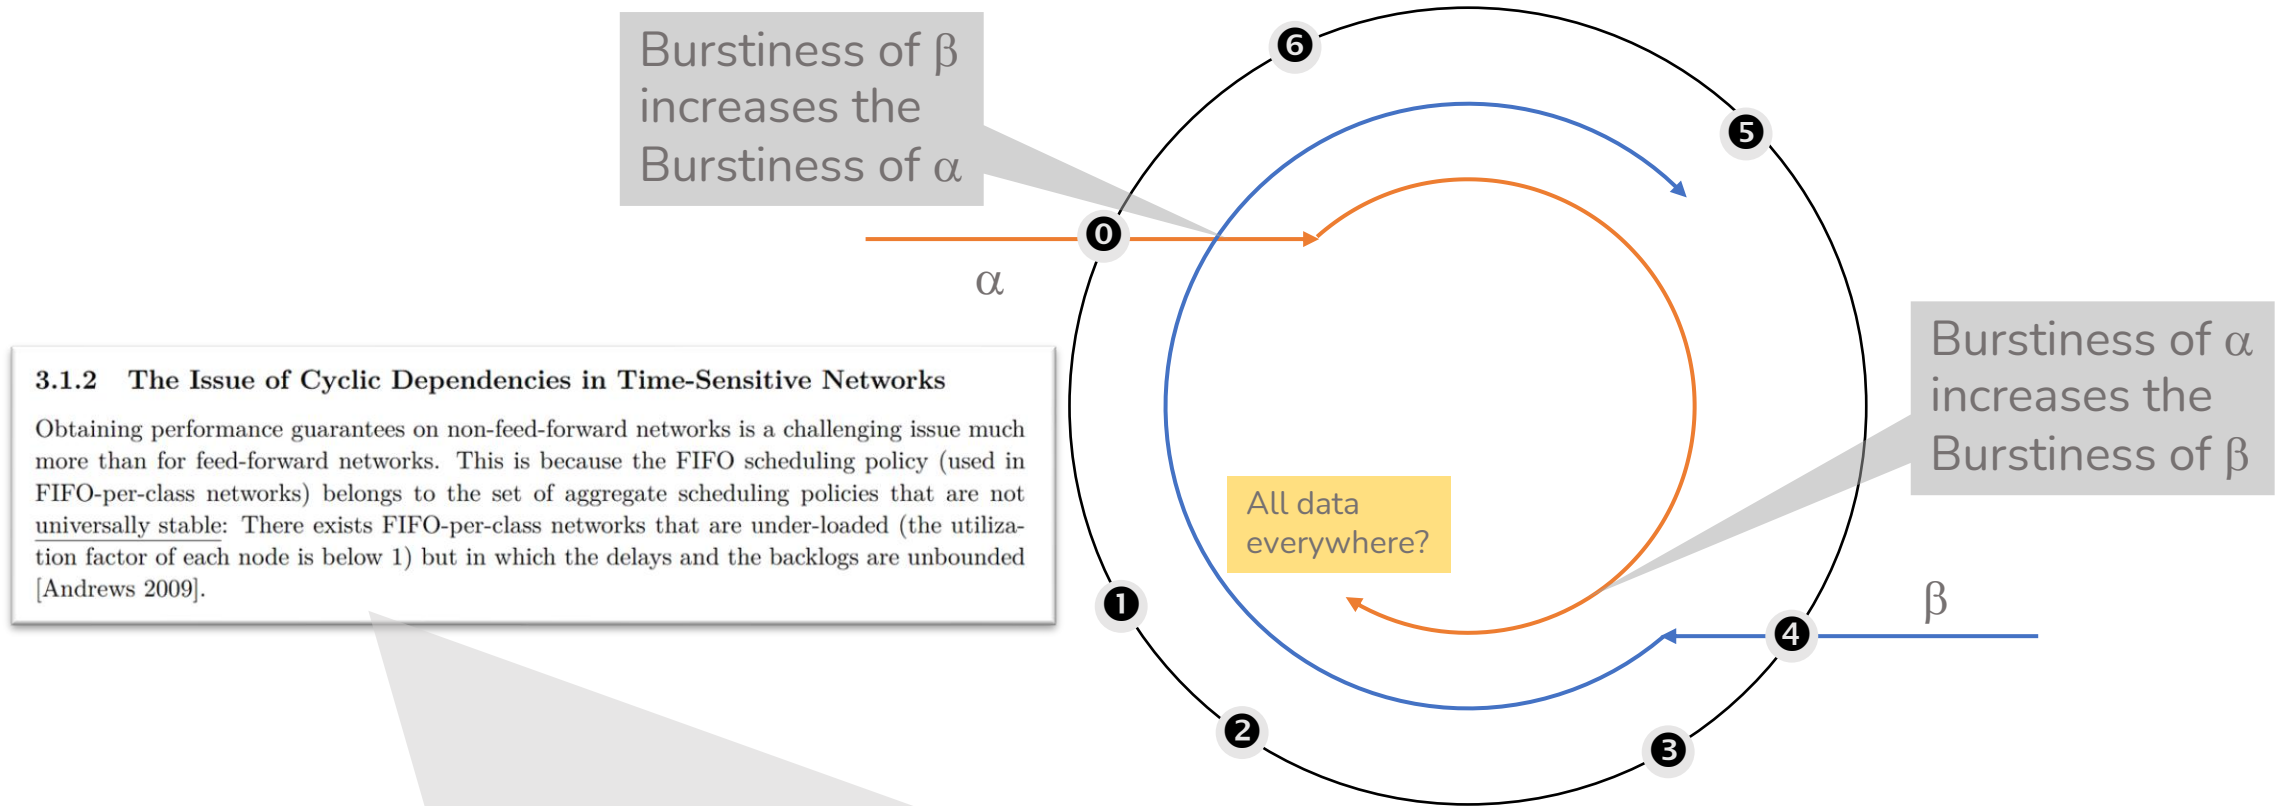 Burstiness of β
increases the
Burstiness of α
6
5
0
α
3.1.2 The Issue of Cyclic Dependencies in Time-Sensitive Networks
Obtaining performance guarantees on non-feed-forward networks is a challenging issue much
more than for feed-forward networks. This is because the FIFO scheduling policy (used in
FIFO-per-class networks) belongs to the set of aggregate scheduling policies that are not
universally stable: There exists FIFO-per-class networks that are under-loaded (the utiliza-
tion factor of each node is below 1) but in which the delays and the backlogs are unbounded
[Andrews 2009].
Burstiness of α
increases the
Burstiness of β
All data
everywhere?
β
1
4
2
3